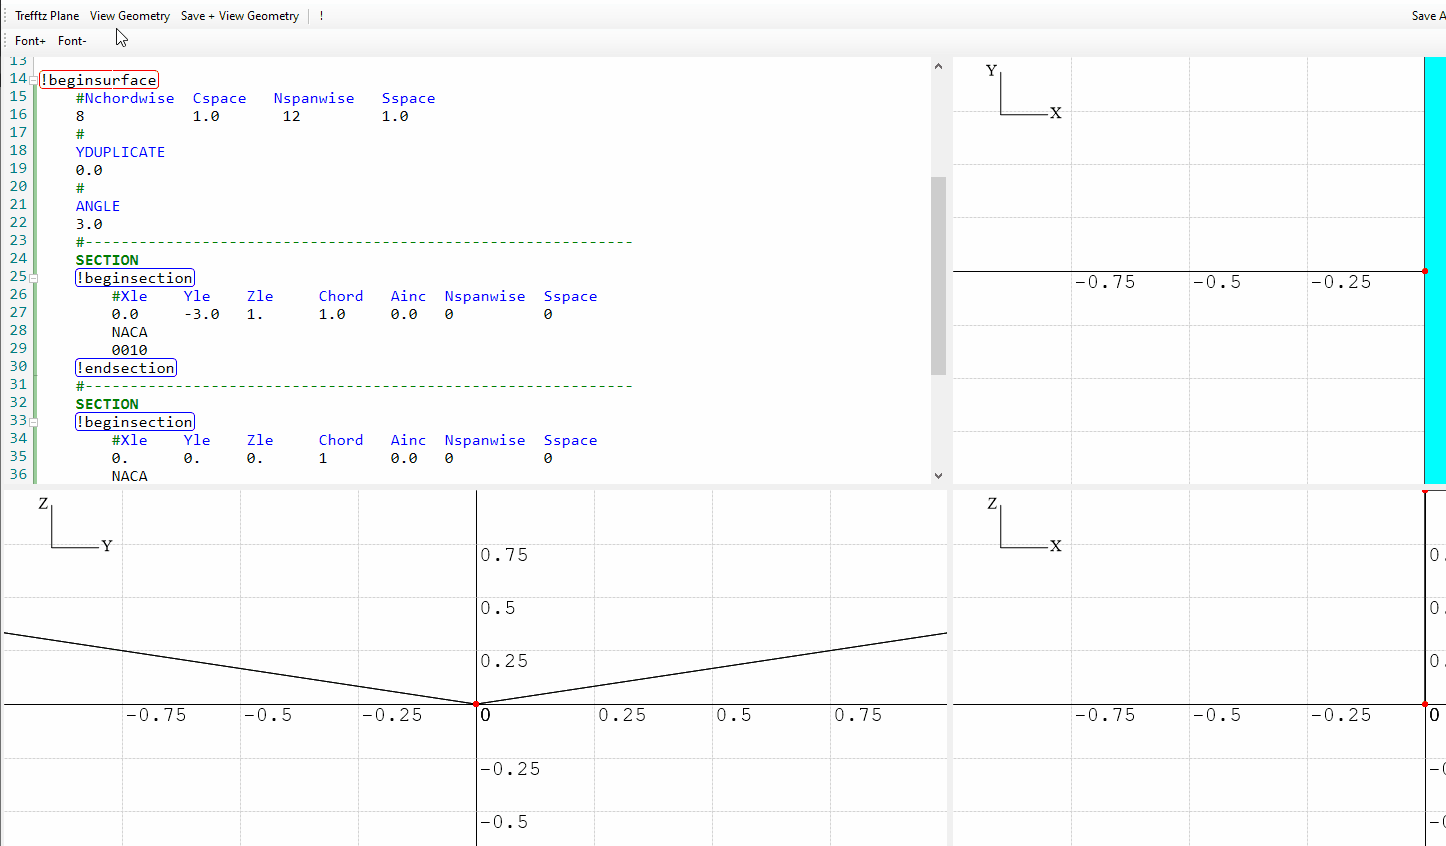 Trefftz Plane View Geometry Save + View Geometry ! Save A
Font+ Font-
13
14 !beginsurface
15 #Nchordwise Cspace Nspanwise Sspace
16 8 1.0 12 1.0
17 #
18 YDUPLICATE
19 0.0
20 #
21 ANGLE
22 3.0
23 #-------------------------------------------------------------
24 SECTION
25 !beginsection
26 #Xle Yle Zle Chord Ainc Nspanwise Sspace
27 0.0 -3.0 1. 1.0 0.0 0 0
28 NACA
29 0010
30 !endsection
31 #-------------------------------------------------------------
32 SECTION
33 !beginsection
34 #Xle Yle Zle Chord Ainc Nspanwise Sspace
35 0. 0. 0. 1 0.0 0 0
36 NACA
Y
X
-0.75 -0.5 -0.25
Z
Y
0.75
0.5
0.25
-0.75 -0.5 -0.25 0 0.25 0.5 0.75
-0.25
-0.5
Z
X
0.
0.
0.
-0.75 -0.5 -0.25 0
-0
-0